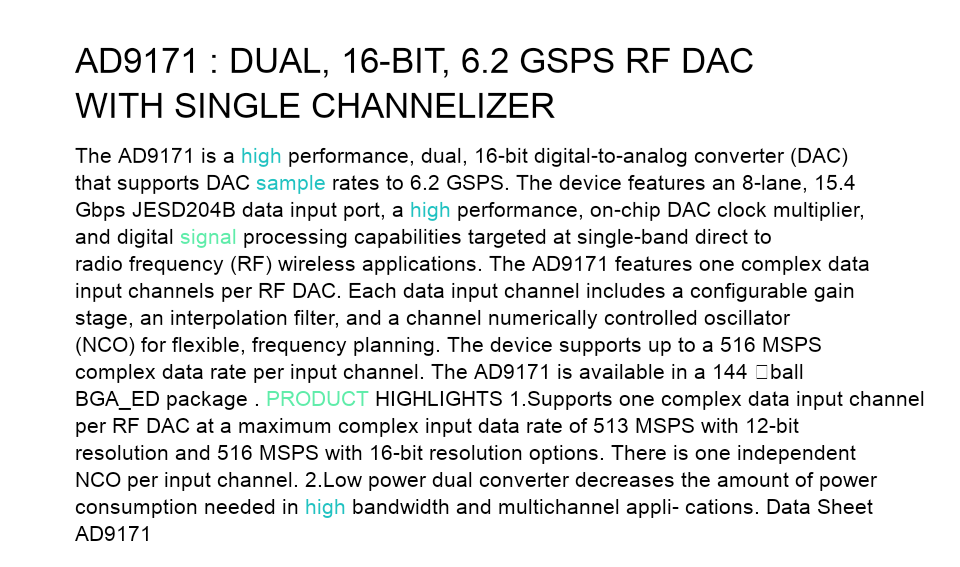 AD9171 : DUAL, 16-BIT, 6.2 GSPS RF DAC
WITH SINGLE CHANNELIZER
The AD9171 is a high performance, dual, 16-bit digital-to-analog converter (DAC)
that supports DAC sample rates to 6.2 GSPS. The device features an 8-lane, 15.4
Gbps JESD204B data input port, a high performance, on-chip DAC clock multiplier,
and digital signal processing capabilities targeted at single-band direct to
radio frequency (RF) wireless applications. The AD9171 features one complex data
input channels per RF DAC. Each data input channel includes a configurable gain
stage, an interpolation filter, and a channel numerically controlled oscillator
(NCO) for flexible, frequency planning. The device supports up to a 516 MSPS
complex data rate per input channel. The AD9171 is available in a 144 □ball
BGA_ED package . PRODUCT HIGHLIGHTS 1.Supports one complex data input channel
per RF DAC at a maximum complex input data rate of 513 MSPS with 12-bit
resolution and 516 MSPS with 16-bit resolution options. There is one independent
NCO per input channel. 2.Low power dual converter decreases the amount of power
consumption needed in high bandwidth and multichannel appli- cations. Data Sheet
AD9171